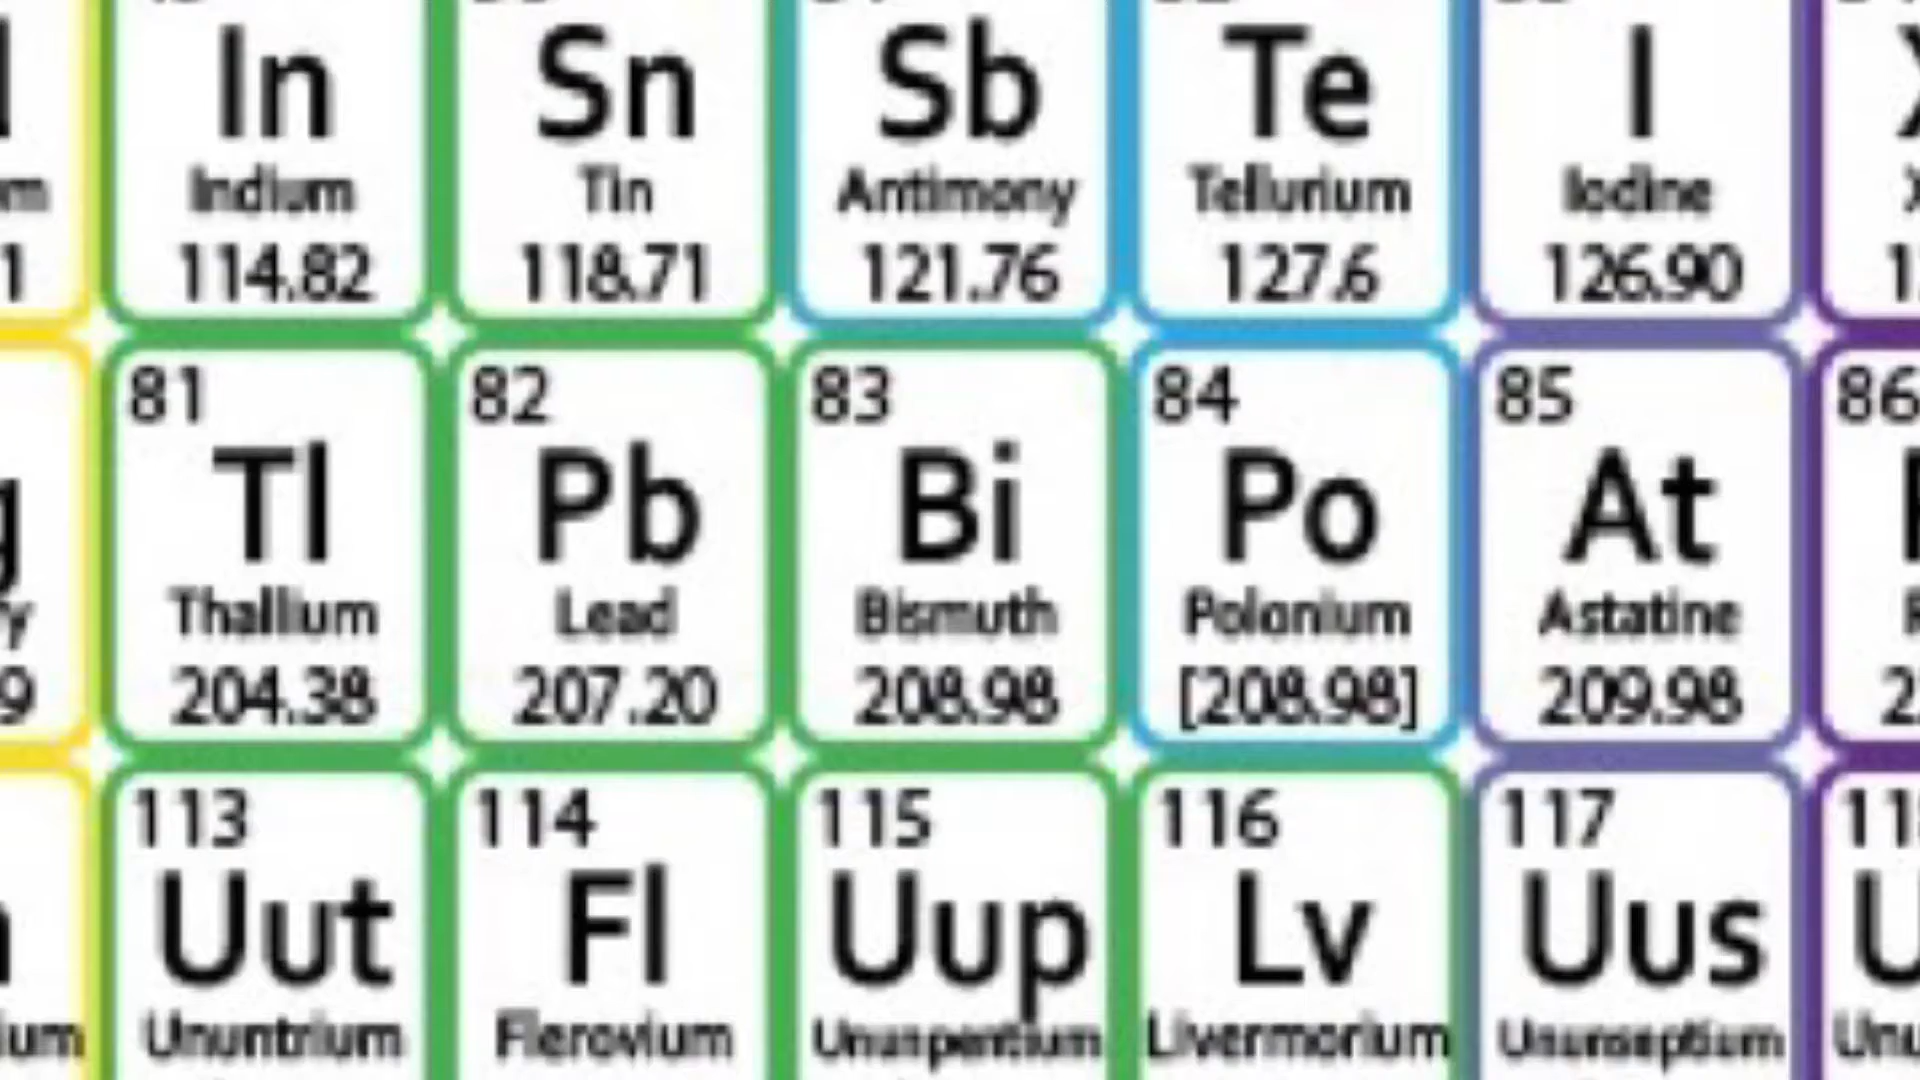 In Sn Sb Te I
Indium Tin Antimony Tellurium Iodine
114.82 118.71 121.76 127.6 126.90
81 82 83 84 85 86
Tl Pb Bi Po At
Thallium Lead Bismuth Polonium Astatine
204.38 207.20 208.98 [208.98] 209.98
113 114 115 116 117
Uut Fl Uup Lv Uus
Ununtrium Flerovium Ununpentium Livermorium Ununseptium